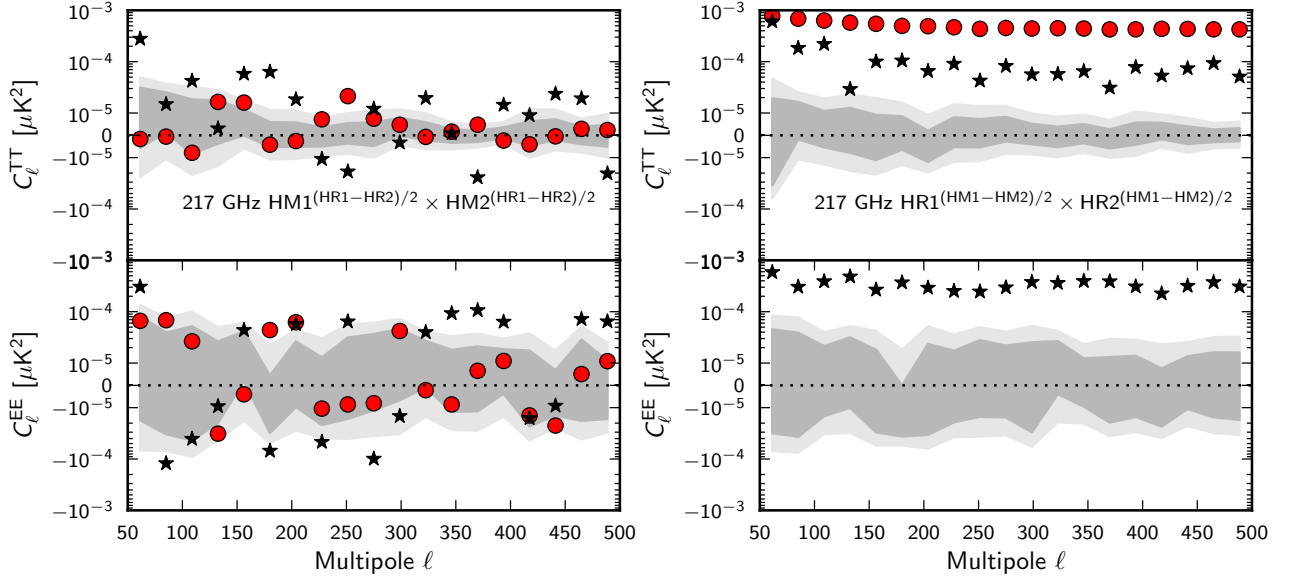 10⁻³
10⁻⁴
10⁻⁵
0
−10⁻⁵
−10⁻⁴
−10⁻³
C_ℓ^TT [μK²]
217 GHz HM1^(HR1−HR2)/2 × HM2^(HR1−HR2)/2
10⁻³
10⁻⁴
10⁻⁵
0
−10⁻⁵
−10⁻⁴
−10⁻³
C_ℓ^TT [μK²]
217 GHz HR1^(HM1−HM2)/2 × HR2^(HM1−HM2)/2
10⁻⁴
10⁻⁵
0
−10⁻⁵
−10⁻⁴
−10⁻³
C_ℓ^EE [μK²]
50 100 150 200 250 300 350 400 450 500
Multipole ℓ
10⁻⁴
10⁻⁵
0
−10⁻⁵
−10⁻⁴
−10⁻³
C_ℓ^EE [μK²]
50 100 150 200 250 300 350 400 450 500
Multipole ℓ